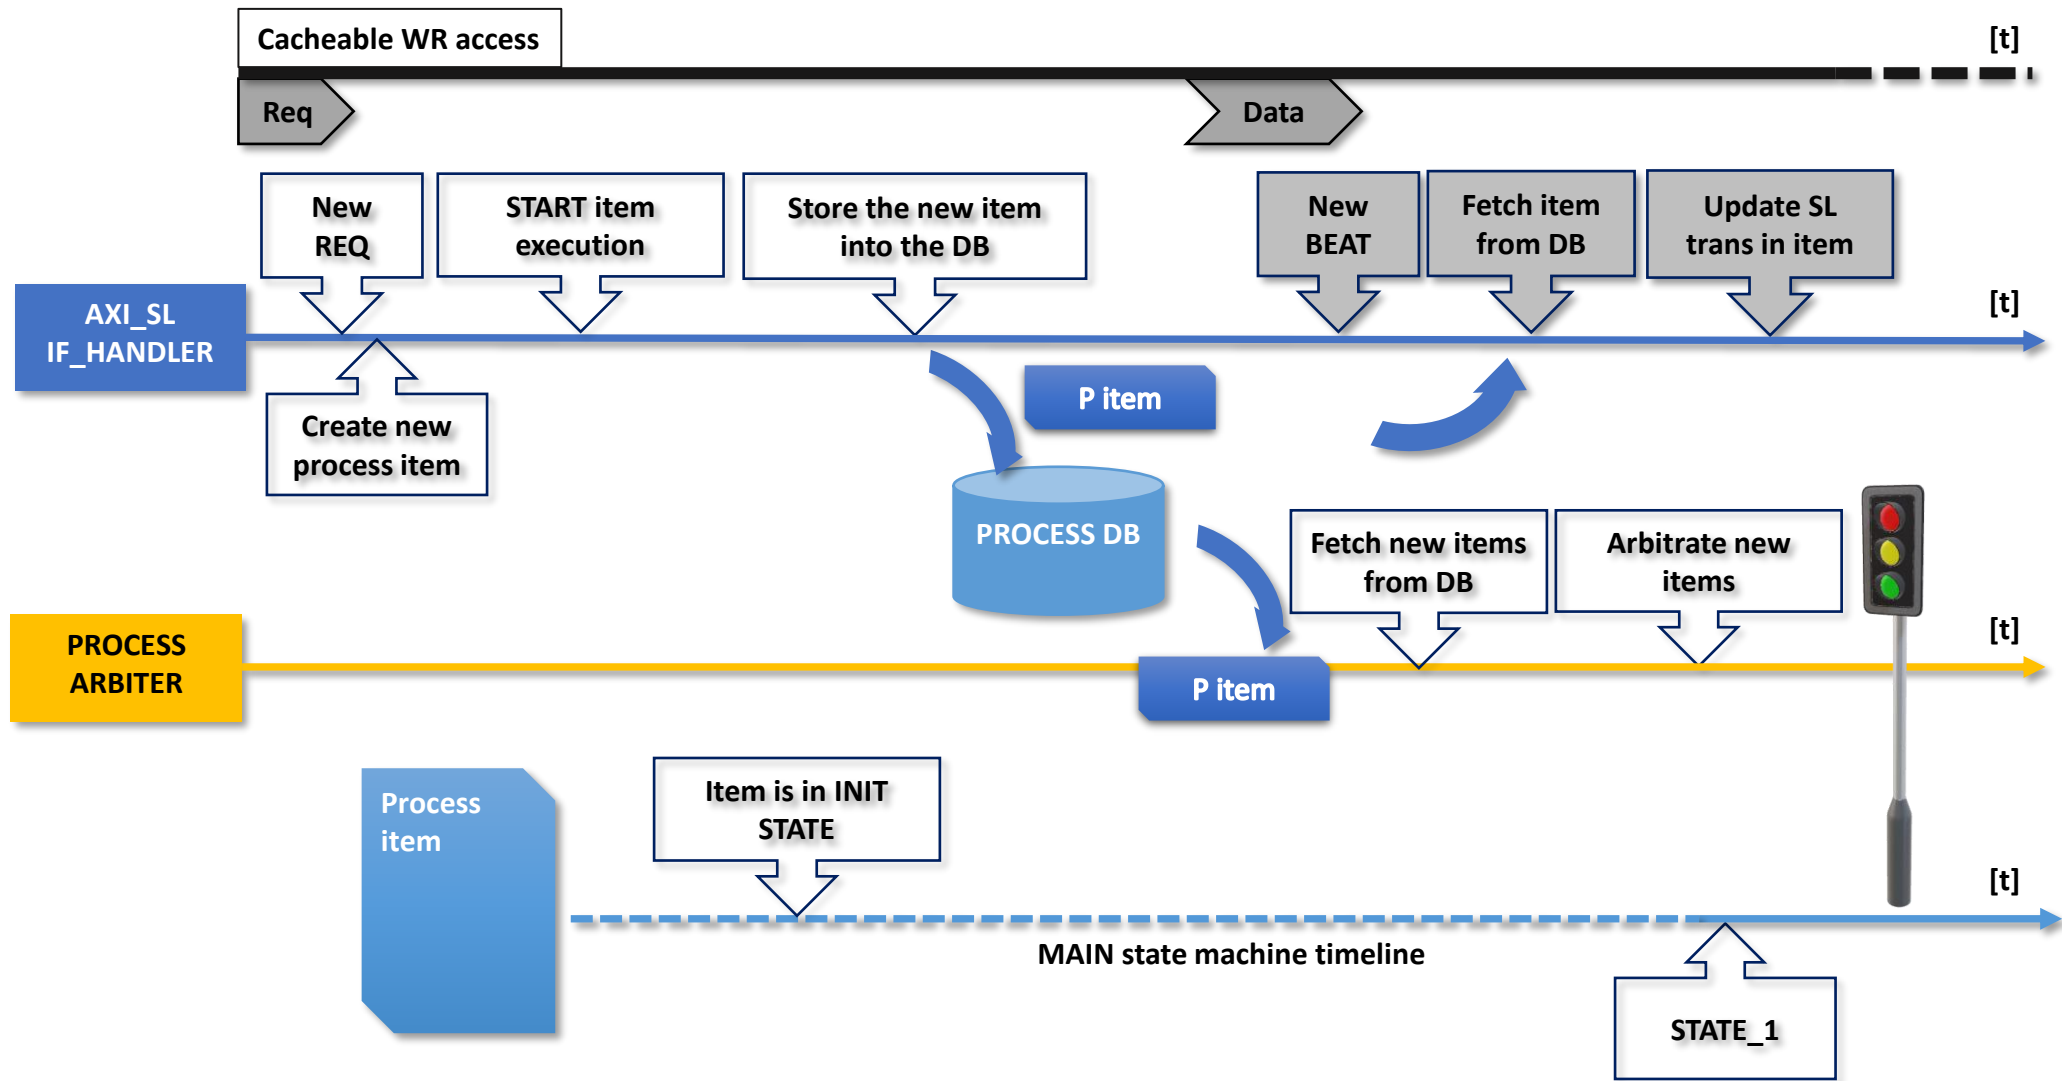 Cacheable WR access
[t]
Req
Data
New
REQ
START item
execution
Store the new item
into the DB
New
BEAT
Fetch item
from DB
Update SL
trans in item
AXI_SL
IF_HANDLER
[t]
Create new
process item
P item
PROCESS DB
Fetch new items
from DB
Arbitrate new
items
PROCESS
ARBITER
[t]
P item
Process
item
Item is in INIT
STATE
[t]
MAIN state machine timeline
STATE_1